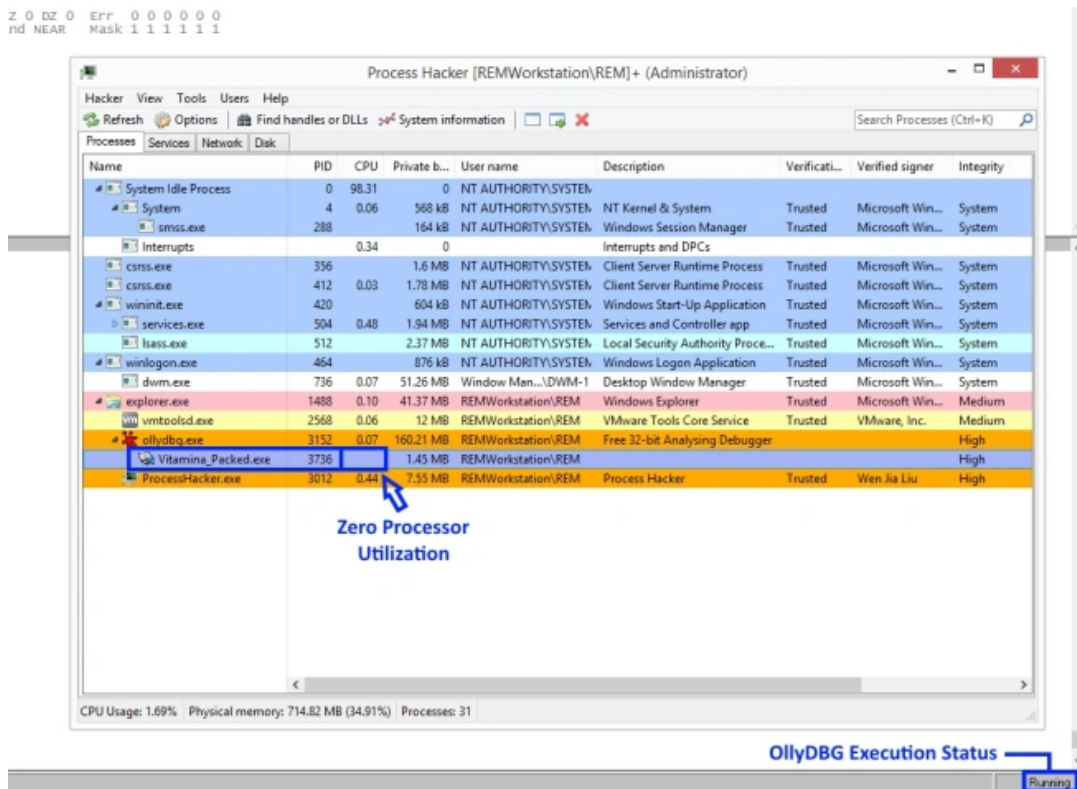 Z 0 DZ 0 Err 0 0 0 0 0 0
nd NEAR Mask 1 1 1 1 1 1
Process Hacker [REMWorkstation\REM]+ (Administrator)
Hacker View Tools Users Help
Refresh Options Find handles or DLLs System information Search Processes (Ctrl+K)
Processes Services Network Disk
Name PID CPU Private b... User name Description Verificati... Verified signer Integrity
System Idle Process 0 98.31 0 NT AUTHORITY\SYSTEM
System 4 0.06 568 kB NT AUTHORITY\SYSTEM NT Kernel & System Trusted Microsoft Win... System
smss.exe 288 164 kB NT AUTHORITY\SYSTEM Windows Session Manager Trusted Microsoft Win... System
Interrupts 0.34 0 Interrupts and DPCs
csrss.exe 356 1.6 MB NT AUTHORITY\SYSTEM Client Server Runtime Process Trusted Microsoft Win... System
csrss.exe 412 0.03 1.78 MB NT AUTHORITY\SYSTEM Client Server Runtime Process Trusted Microsoft Win... System
wininit.exe 420 604 kB NT AUTHORITY\SYSTEM Windows Start-Up Application Trusted Microsoft Win... System
services.exe 504 0.48 1.94 MB NT AUTHORITY\SYSTEM Services and Controller app Trusted Microsoft Win... System
lsass.exe 512 2.37 MB NT AUTHORITY\SYSTEM Local Security Authority Proce... Trusted Microsoft Win... System
winlogon.exe 464 876 kB NT AUTHORITY\SYSTEM Windows Logon Application Trusted Microsoft Win... System
dwm.exe 736 0.07 51.26 MB Window Man...\DWM-1 Desktop Window Manager Trusted Microsoft Win... System
explorer.exe 1488 0.10 41.37 MB REMWorkstation\REM Windows Explorer Trusted Microsoft Win... Medium
vmtoolsd.exe 2568 0.06 12 MB REMWorkstation\REM VMware Tools Core Service Trusted VMware, Inc. Medium
ollydbg.exe 3152 0.07 160.21 MB REMWorkstation\REM Free 32-bit Analysing Debugger High
Vitamina_Packed.exe 3736 1.45 MB REMWorkstation\REM High
ProcessHacker.exe 3012 0.44 7.55 MB REMWorkstation\REM Process Hacker Trusted Wen Jia Liu High
Zero Processor
Utilization
CPU Usage: 1.69% Physical memory: 714.82 MB (34.91%) Processes: 31
OllyDBG Execution Status
Running